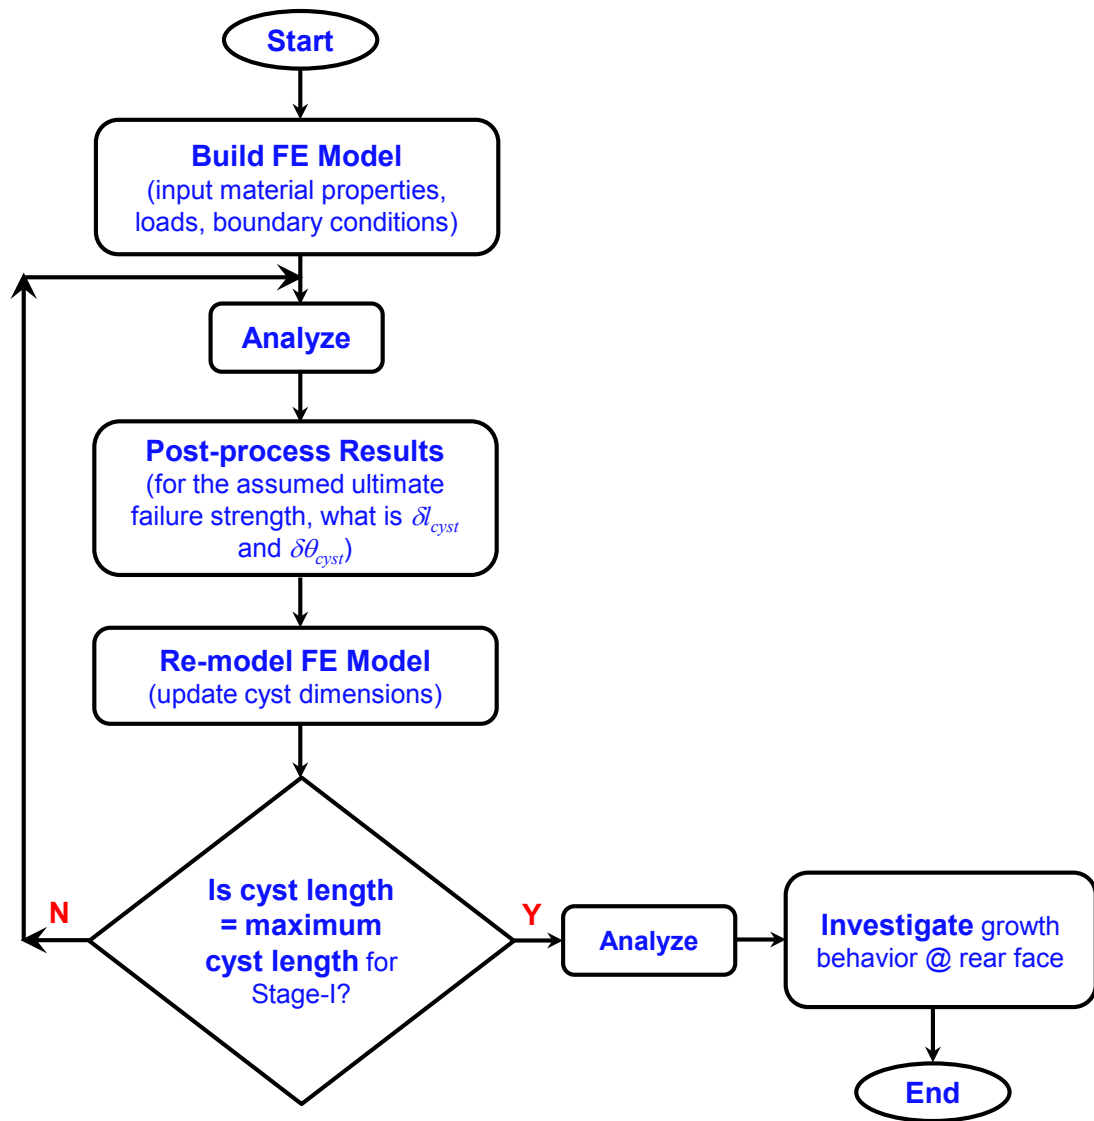 Start
Build FE Model
(input material properties,
loads, boundary conditions)
Analyze
Post-process Results
(for the assumed ultimate
failure strength, what is δl_cyst
and δθ_cyst)
Re-model FE Model
(update cyst dimensions)
Is cyst length
= maximum
cyst length for
Stage-I?
N
Y
Analyze
Investigate growth
behavior @ rear face
End